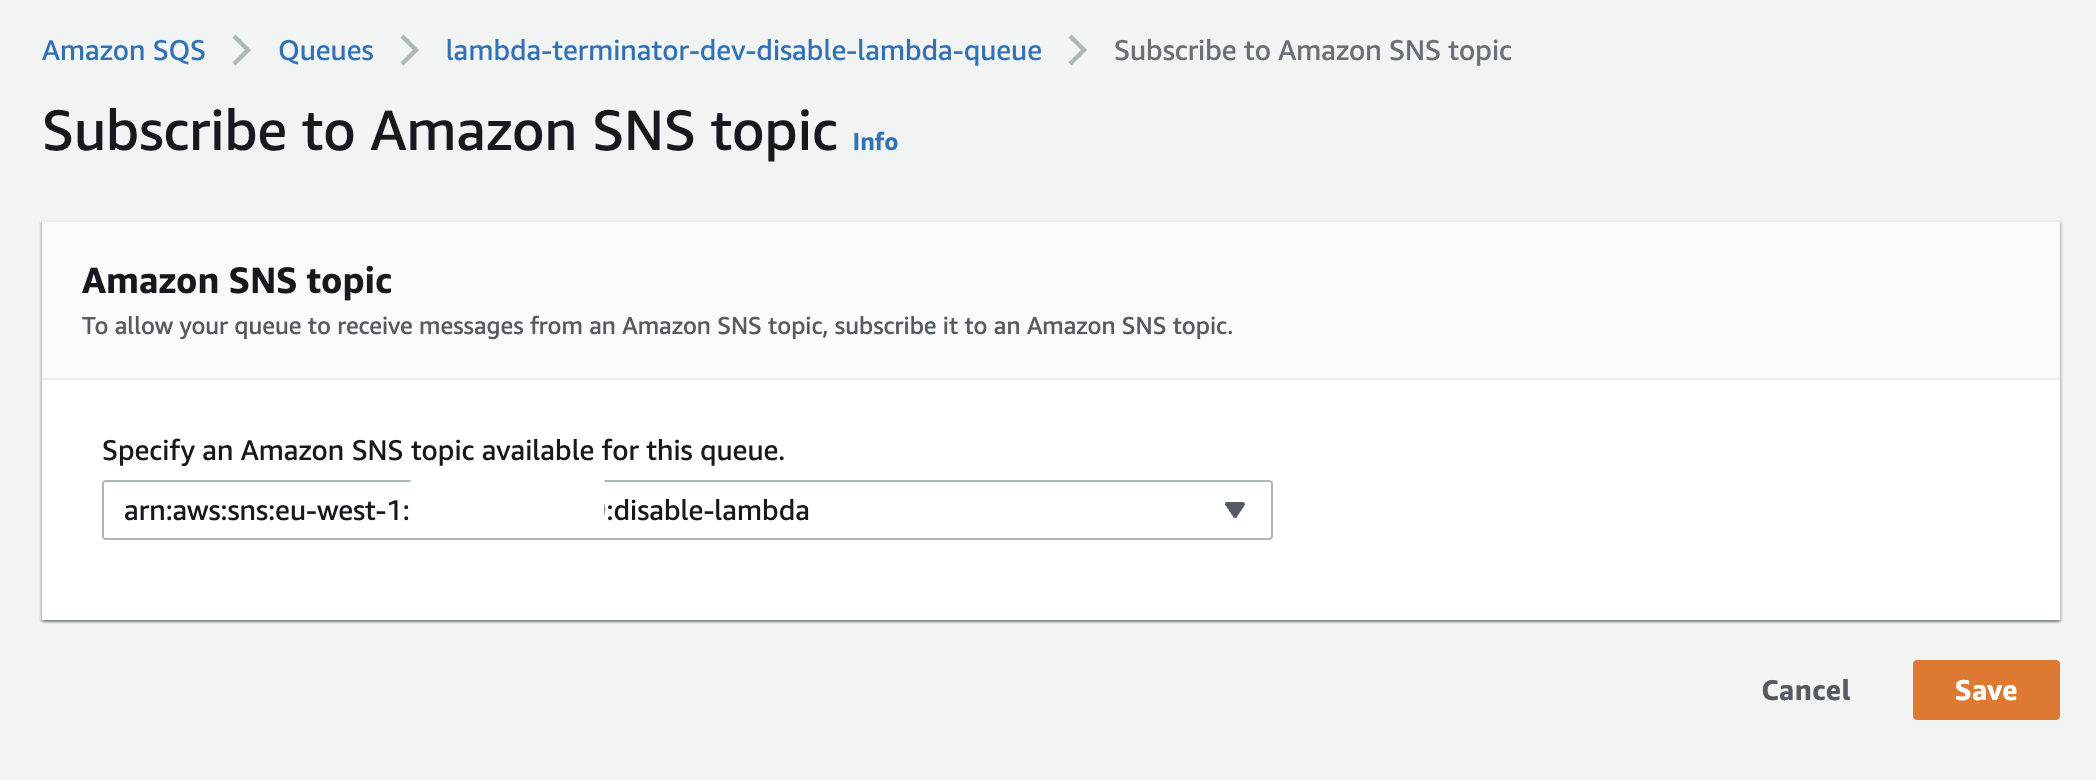 Amazon SQS > Queues > lambda-terminator-dev-disable-lambda-queue > Subscribe to Amazon SNS topic
Subscribe to Amazon SNS topic Info
Amazon SNS topic
To allow your queue to receive messages from an Amazon SNS topic, subscribe it to an Amazon SNS topic.
Specify an Amazon SNS topic available for this queue.
arn:aws:sns:eu-west-1: :disable-lambda
Cancel Save